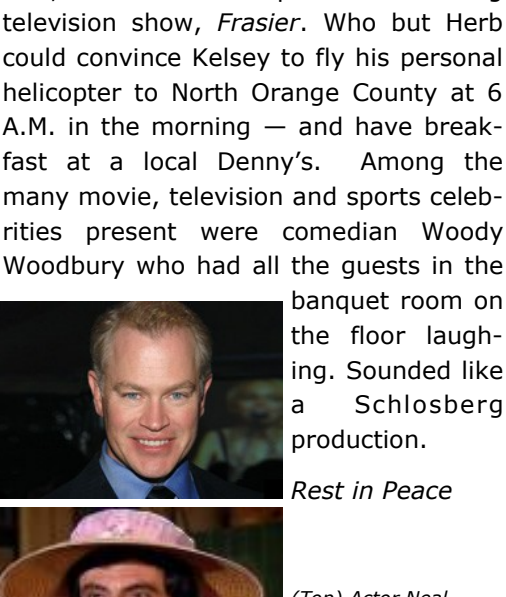 television show, Frasier. Who but Herb
could convince Kelsey to fly his personal
helicopter to North Orange County at 6
A.M. in the morning — and have break-
fast at a local Denny’s. Among the
many movie, television and sports celeb-
rities present were comedian Woody
Woodbury who had all the guests in the
banquet room on
the floor laugh-
ing. Sounded like
a Schlosberg
production.
Rest in Peace
(Top) Actor Neal